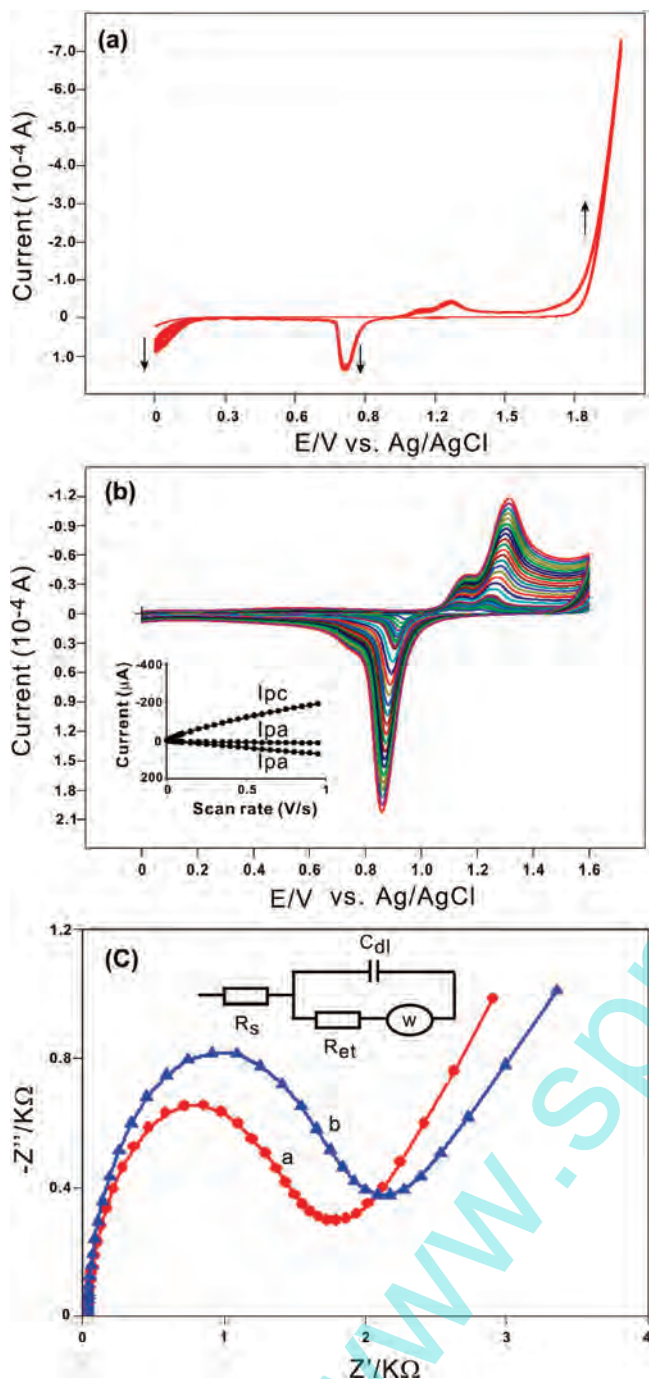 (a)
-7.0
-6.0
-5.0
-4.0
-3.0
-2.0
-1.0
0
1.0
Current (10-4 A)
0 0.3 0.6 0.8 1.2 1.5 1.8
E/V vs. Ag/AgCl
(b)
-1.2
-0.9
-0.6
-0.3
0
0.3
0.6
0.9
1.2
1.5
1.8
2.1
Current (10-4 A)
-400
-200
0
200
Current (µA)
Ipc
Ipa
Ipa
0 0.5 1
Scan rate (V/s)
0 0.2 0.4 0.6 0.8 1.0 1.2 1.4 1.6
E/V vs. Ag/AgCl
(C)
1.2
0.8
0.4
0
-Z''/KΩ
Cdl
Rs
Ret
w
b
a
0 1 2 3 4
Z'/KΩ
www.sp